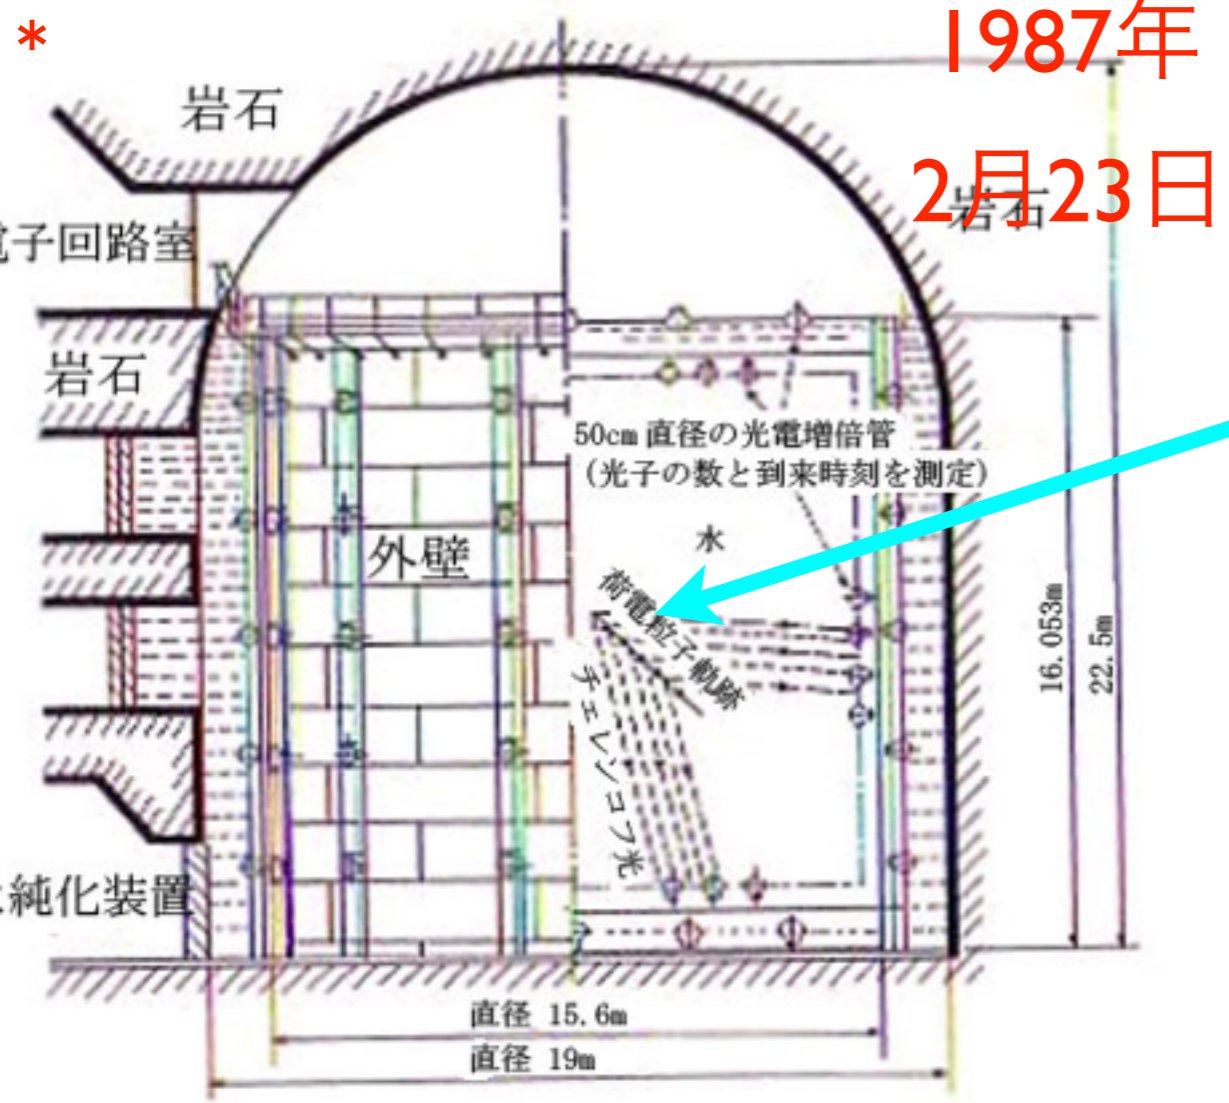 *
1987年
岩石
2月23日
岩石
電子回路室
岩石
50cm 直径の光電増倍管
(光子の数と到来時刻を測定)
水
外壁
荷電粒子軌跡
チェレンコフ光
16.053m
22.5m
純化装置
直径 15.6m
直径 19m